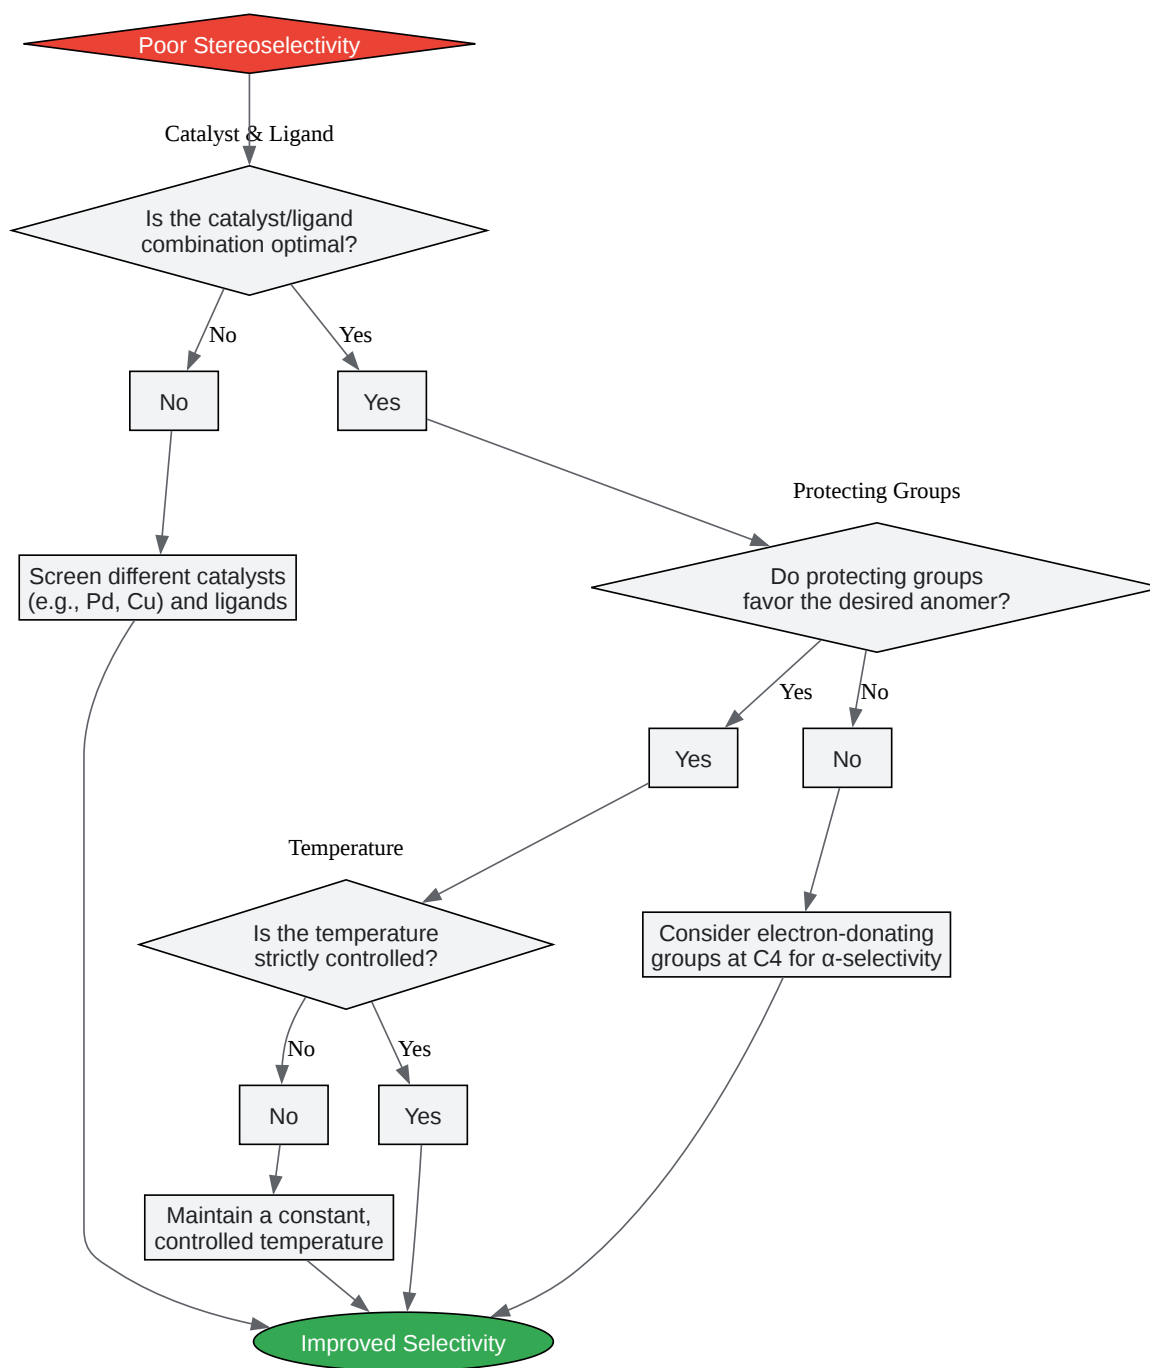 Poor Stereoselectivity
Catalyst & Ligand
Is the catalyst/ligand
combination optimal?
No
Yes
No
Yes
Protecting Groups
Screen different catalysts
(e.g., Pd, Cu) and ligands
Do protecting groups
favor the desired anomer?
Yes
No
Yes
No
Temperature
Is the temperature
strictly controlled?
Consider electron-donating
groups at C4 for α-selectivity
No
Yes
No
Yes
Maintain a constant,
controlled temperature
Improved Selectivity